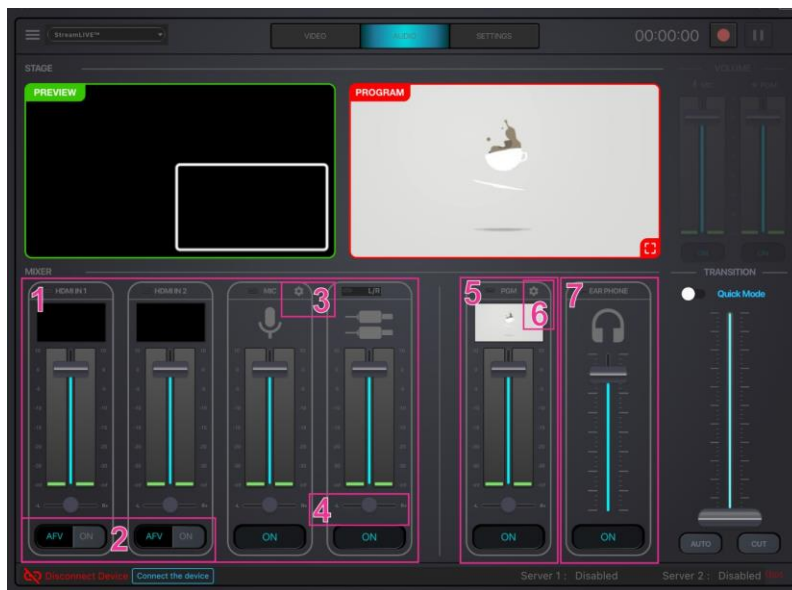 StreamLIVE™
VIDEO
AUDIO
SETTINGS
00:00:00
STAGE
VOLUME
PREVIEW
PROGRAM
MIXER
TRANSITION
1
HDMI IN 1
HDMI IN 2
MIC
3
L/R
5
PGM
6
7
EAR PHONE
Quick Mode
4
AFV
ON
2
AFV
ON
ON
ON
ON
ON
AUTO
CUT
Disconnect Device
Connect the device
Server 1 : Disabled
Server 2 : Disabled